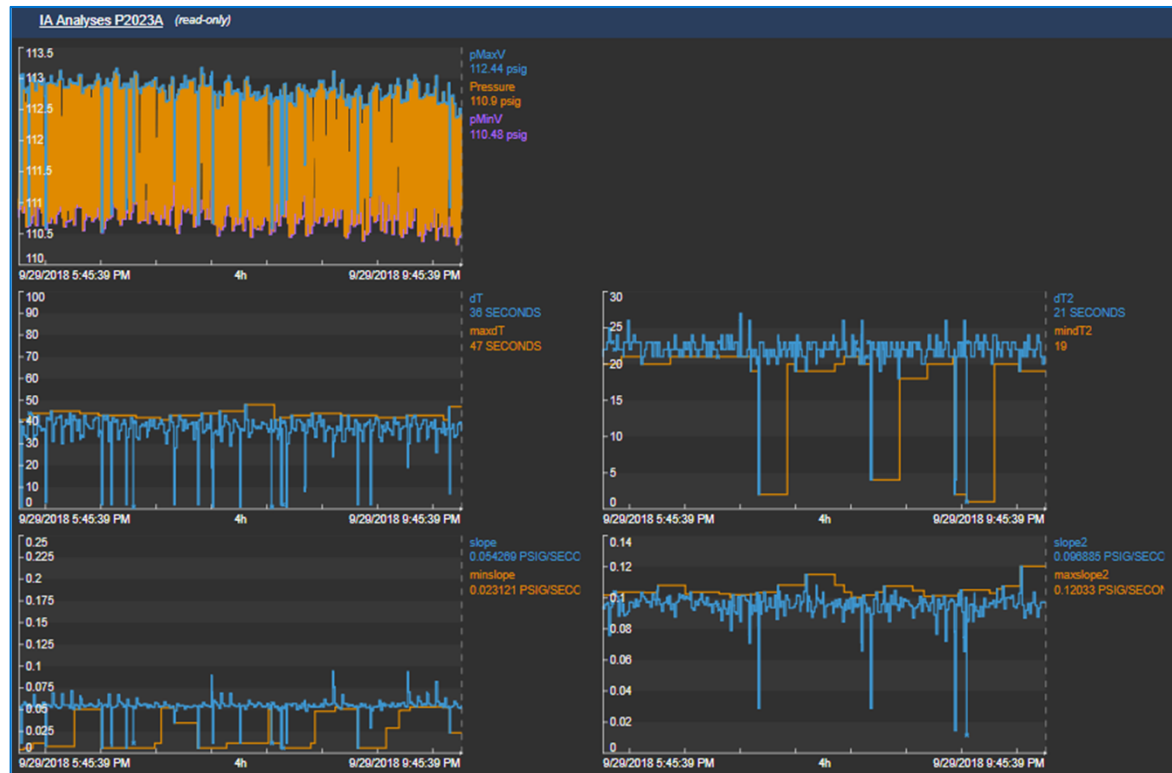 IA Analyses P2023A (read-only)
113.5
113
112.5
112
111.5
111
110.5
110
9/29/2018 5:45:39 PM 4h 9/29/2018 9:45:39 PM
pMaxV
112.44 psig
Pressure
110.9 psig
pMinV
110.48 psig
100
90
80
70
60
50
40
30
20
10
0
9/29/2018 5:45:39 PM 4h 9/29/2018 9:45:39 PM
dT
36 SECONDS
maxdT
47 SECONDS
30
25
20
15
10
5
0
9/29/2018 5:45:39 PM 4h 9/29/2018 9:45:39 PM
dT2
21 SECONDS
mindT2
19
0.25
0.225
0.2
0.175
0.15
0.125
0.1
0.075
0.05
0.025
0
9/29/2018 5:45:39 PM 4h 9/29/2018 9:45:39 PM
slope
0.054269 PSIG/SECC
minslope
0.023121 PSIG/SECC
0.14
0.12
0.1
0.08
0.06
0.04
0.02
0
9/29/2018 5:45:39 PM 4h 9/29/2018 9:45:39 PM
slope2
0.096885 PSIG/SECC
maxslope2
0.12033 PSIG/SECON